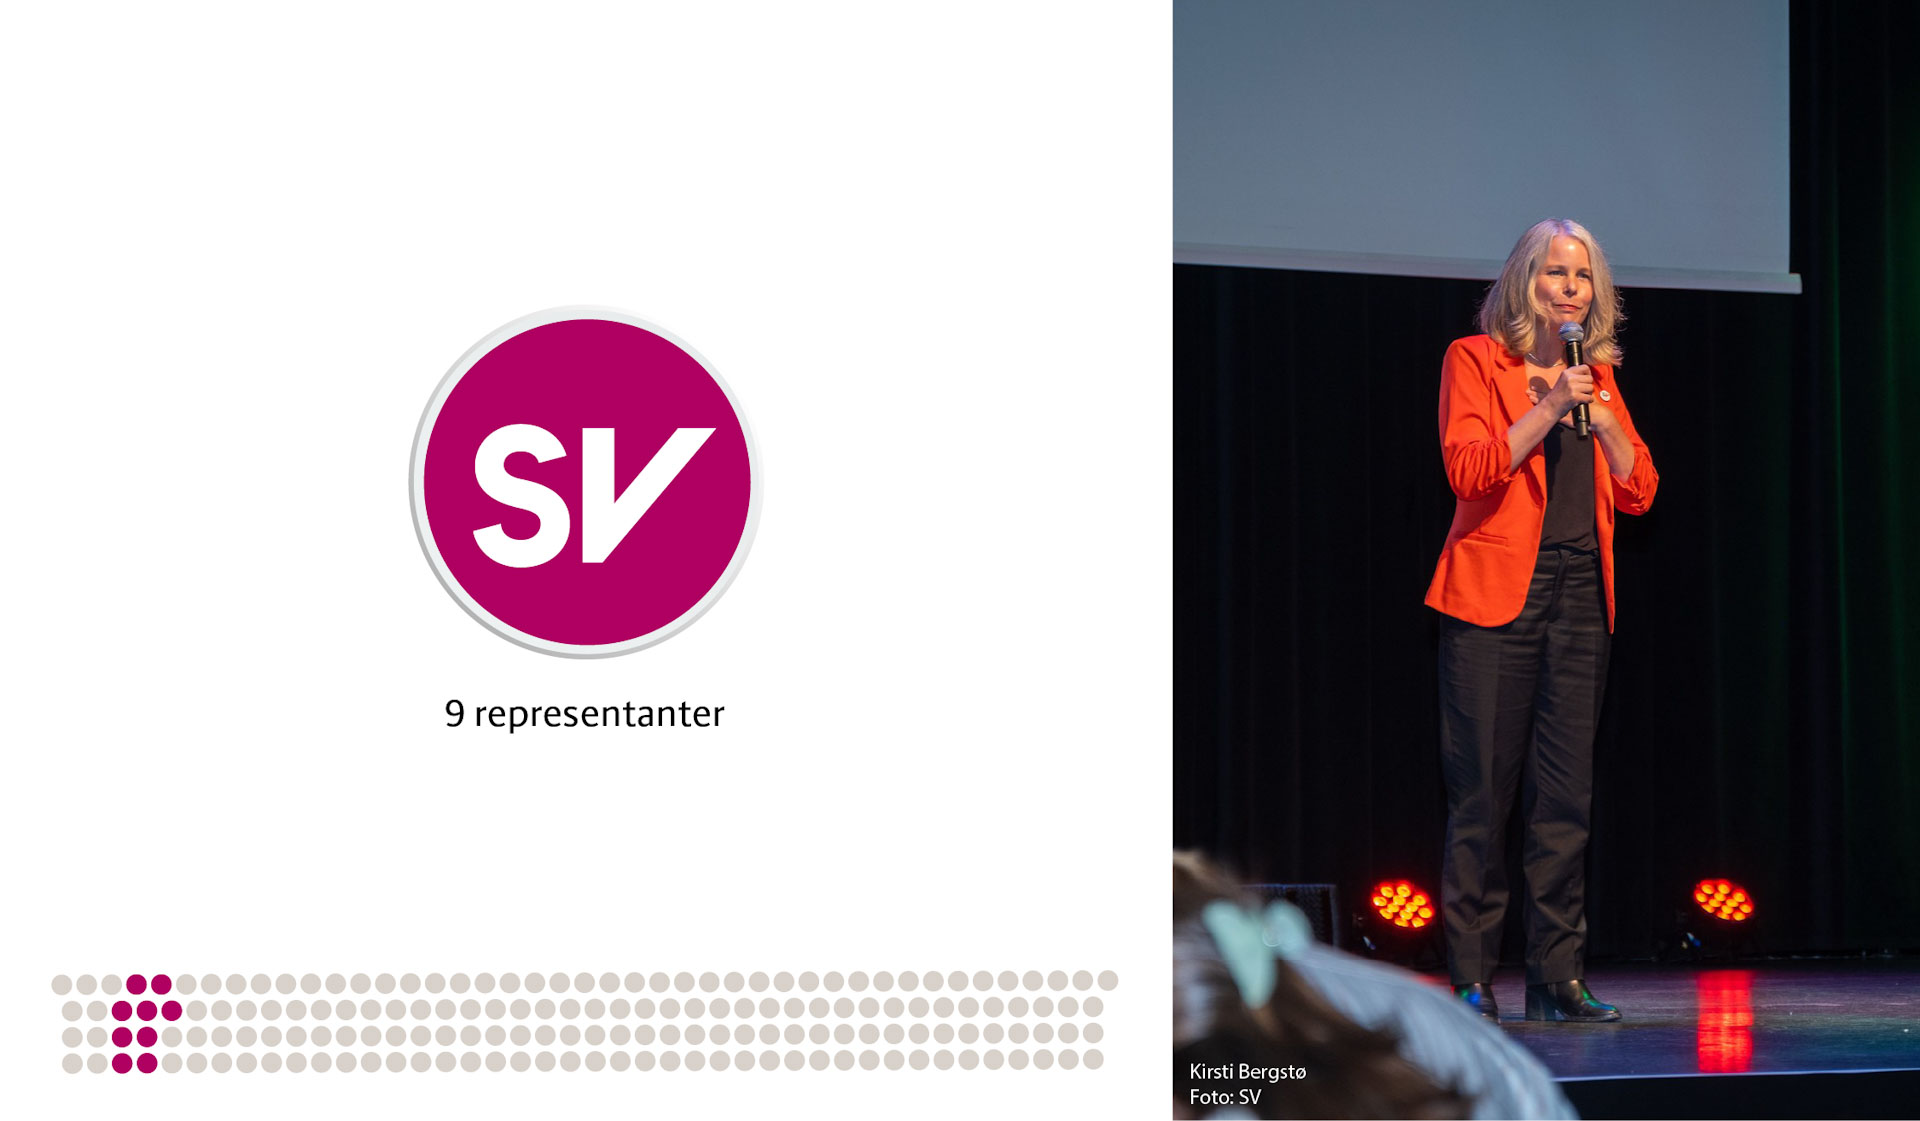 SV
9 representanter
Kirsti Bergstø
Foto: SV